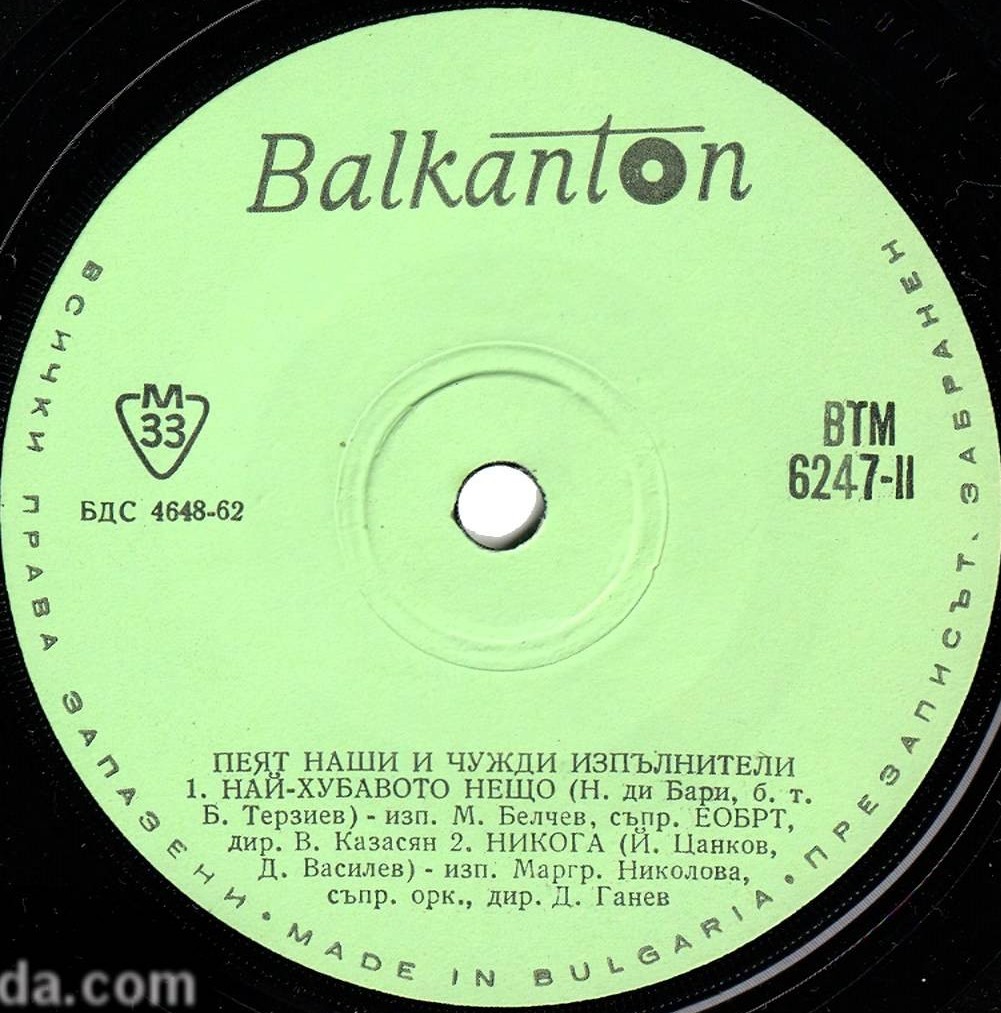 Balkanton
М
33
БДС 4648-62
ВТМ
6247-II
ПЕЯТ НАШИ И ЧУЖДИ ИЗПЪЛНИТЕЛИ
1. НАЙ-ХУБАВОТО НЕЩО (Н. ди Бари, б. т.
Б. Терзиев) - изп. М. Белчев, съпр. ЕОБРТ,
дир. В. Казасян 2. НИКОГА (Й. Цанков,
Д. Василев) - изп. Маргр. Николова,
съпр. орк., дир. Д. Ганев
ВСИЧКИ ПРАВА ЗАПАЗЕНИ • MADE IN BULGARIA • ПРЕЗАПИСЪТ ЗАБРАНЕН
da.com